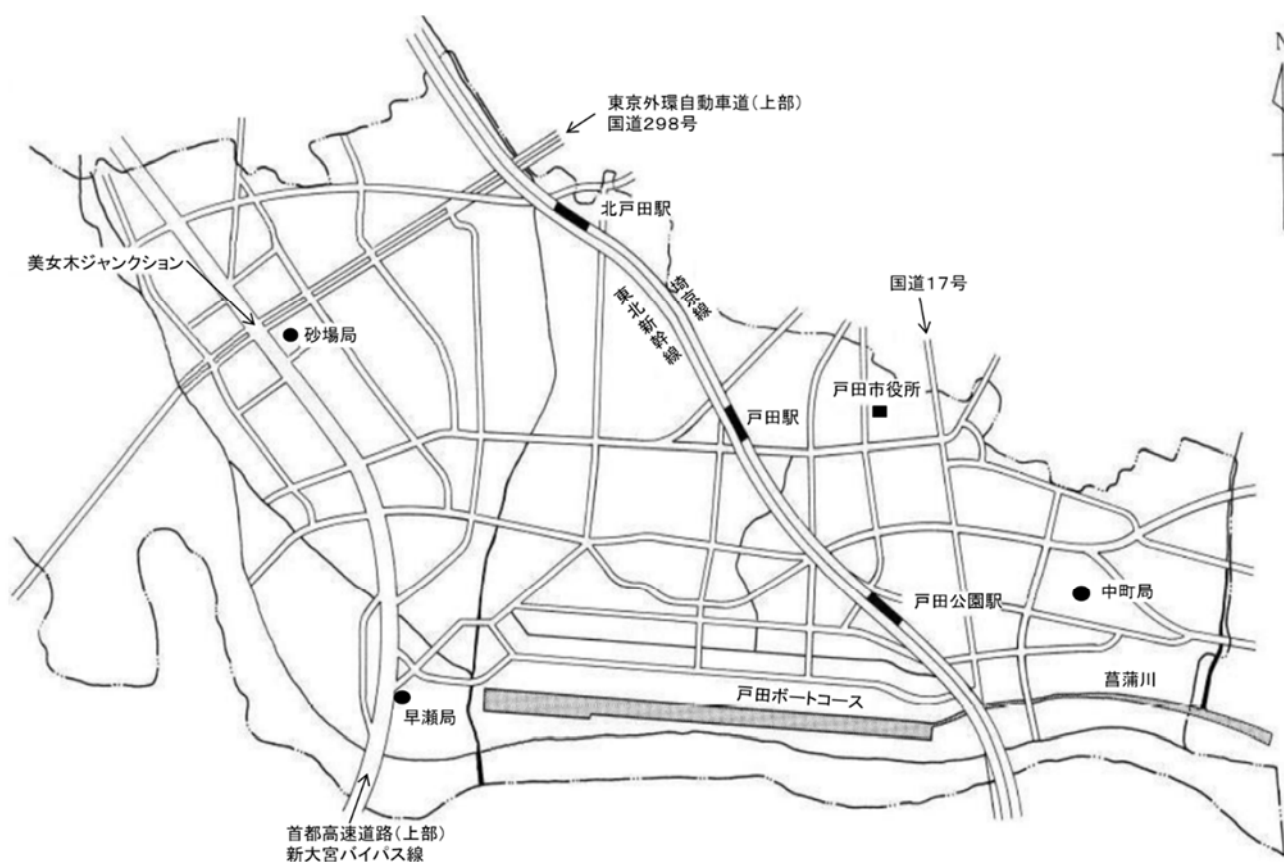 N
東京外環自動車道(上部)
国道298号
北戸田駅
美女木ジャンクション
埼京線
東北新幹線
国道17号
砂場局
戸田市役所
戸田駅
中町局
戸田公園駅
菖蒲川
戸田ボートコース
早瀬局
首都高速道路(上部)
新大宮バイパス線